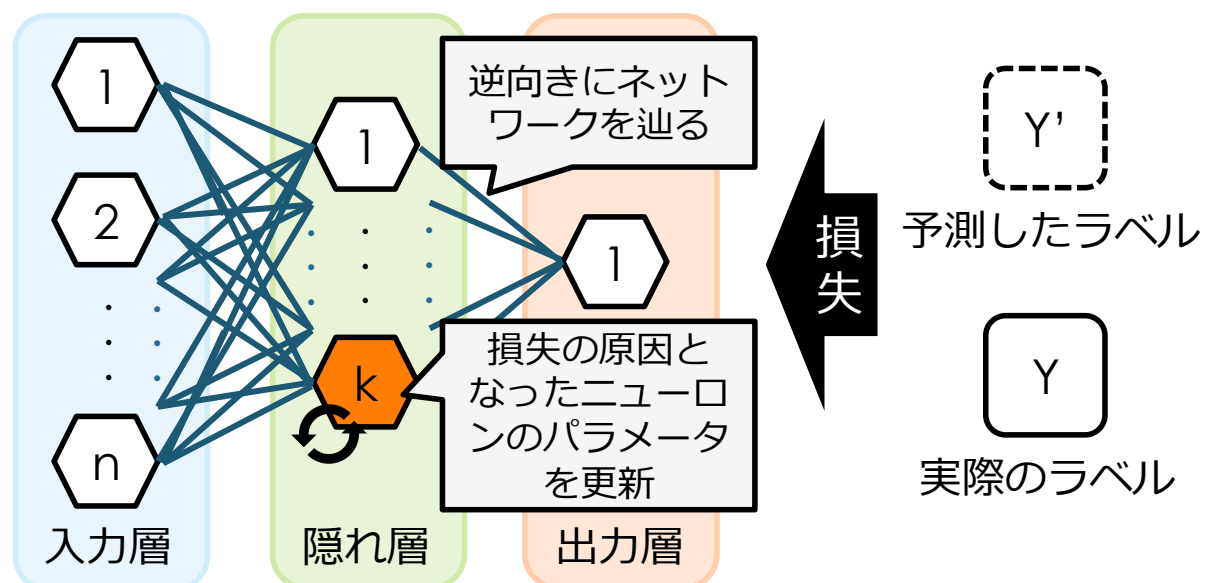 1
2
n
入力層
1
k
隠れ層
逆向きにネット
ワークを辿る
1
損失の原因と
なったニューロ
ンのパラメータ
を更新
出力層
損
失
Y'
予測したラベル
Y
実際のラベル